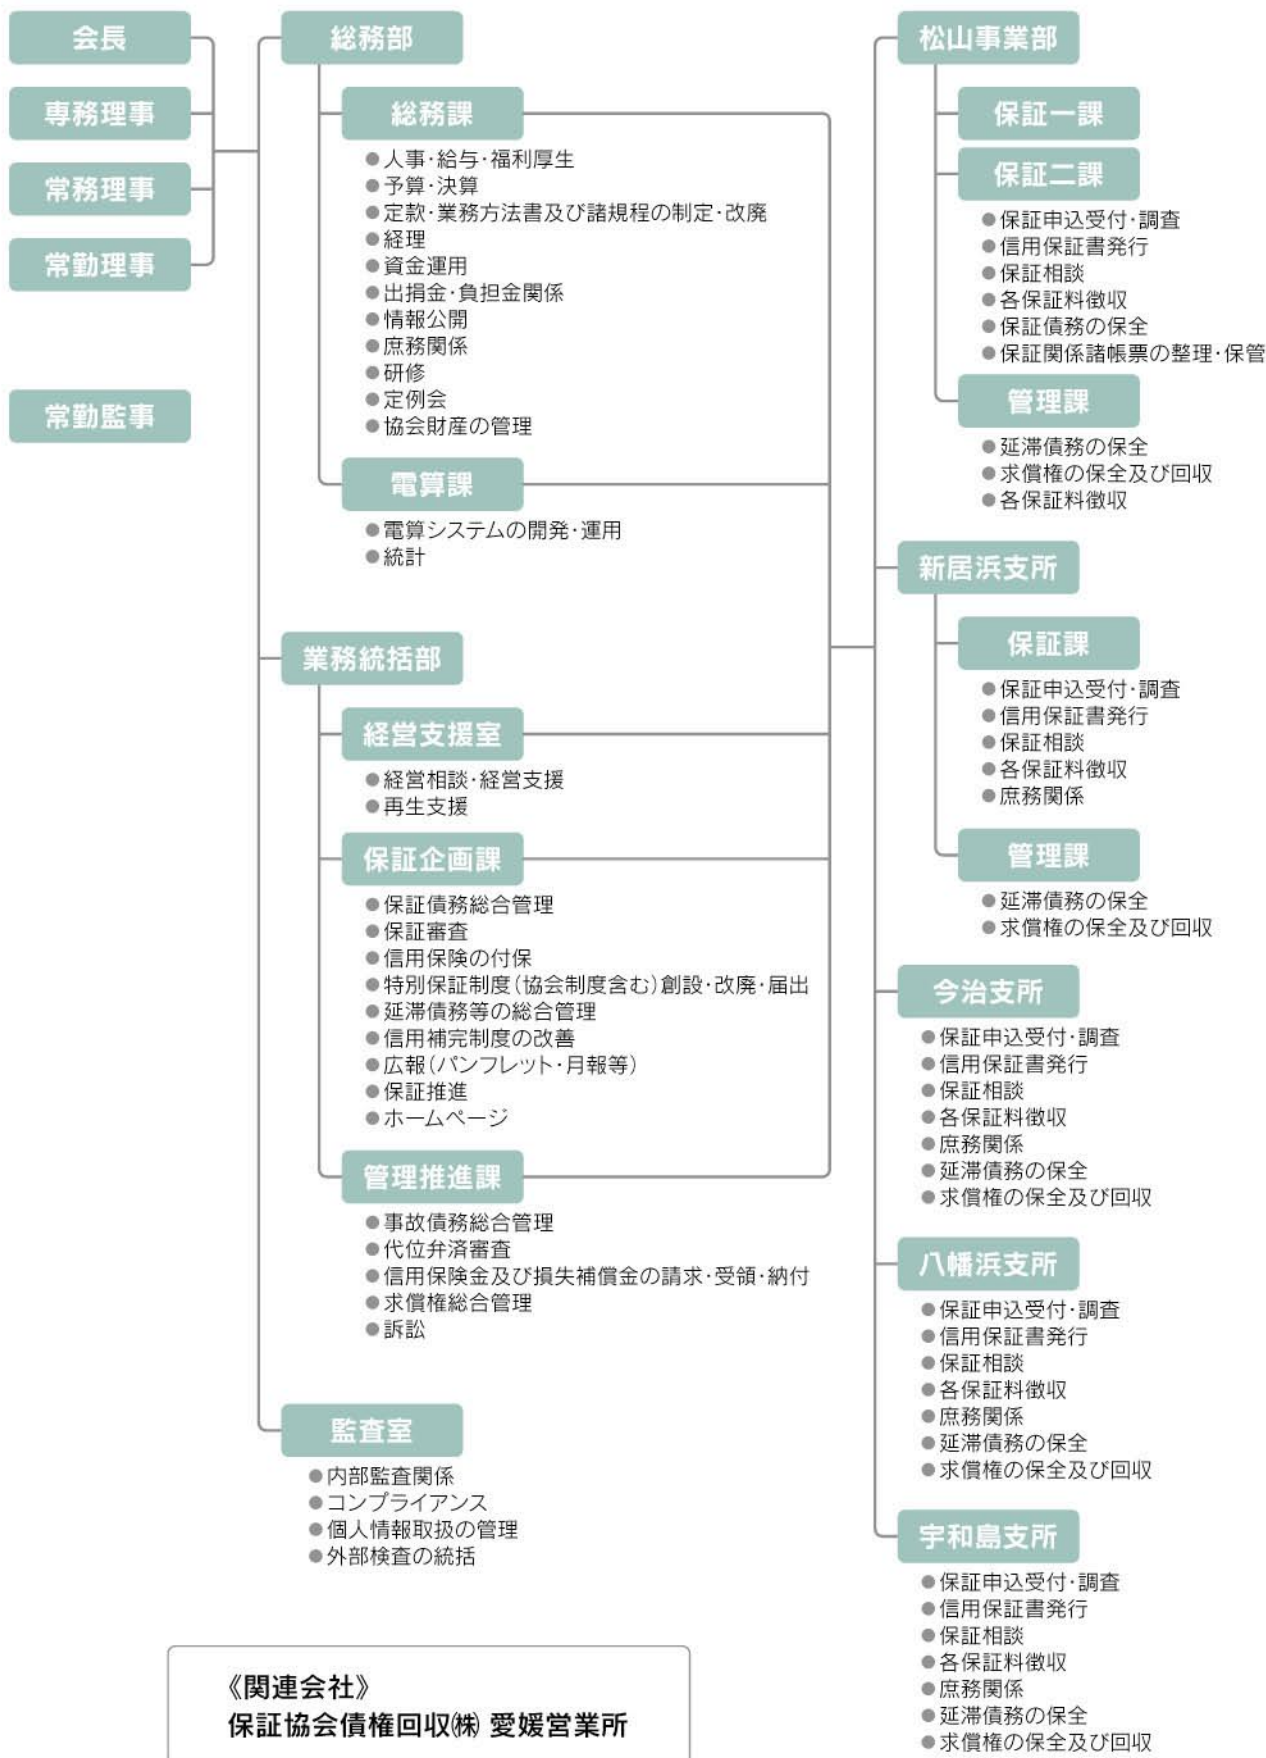 会長
専務理事
常務理事
常勤理事
常勤監事
総務部
総務課
●人事・給与・福利厚生
●予算・決算
●定款・業務方法書及び諸規程の制定・改廃
●経理
●資金運用
●出捐金・負担金関係
●情報公開
●庶務関係
●研修
●定例会
●協会財産の管理
電算課
●電算システムの開発・運用
●統計
業務統括部
経営支援室
●経営相談・経営支援
●再生支援
保証企画課
●保証債務総合管理
●保証審査
●信用保険の付保
●特別保証制度(協会制度含む)創設・改廃・届出
●延滞債務等の総合管理
●信用補完制度の改善
●広報(パンフレット・月報等)
●保証推進
●ホームページ
管理推進課
●事故債務総合管理
●代位弁済審査
●信用保険金及び損失補償金の請求・受領・納付
●求償権総合管理
●訴訟
監査室
●内部監査関係
●コンプライアンス
●個人情報取扱の管理
●外部検査の統括
松山事業部
保証一課
保証二課
●保証申込受付・調査
●信用保証書発行
●保証相談
●各保証料徴収
●保証債務の保全
●保証関係諸帳票の整理・保管
管理課
●延滞債務の保全
●求償権の保全及び回収
●各保証料徴収
新居浜支所
保証課
●保証申込受付・調査
●信用保証書発行
●保証相談
●各保証料徴収
●庶務関係
管理課
●延滞債務の保全
●求償権の保全及び回収
今治支所
●保証申込受付・調査
●信用保証書発行
●保証相談
●各保証料徴収
●庶務関係
●延滞債務の保全
●求償権の保全及び回収
八幡浜支所
●保証申込受付・調査
●信用保証書発行
●保証相談
●各保証料徴収
●庶務関係
●延滞債務の保全
●求償権の保全及び回収
宇和島支所
●保証申込受付・調査
●信用保証書発行
●保証相談
●各保証料徴収
●庶務関係
●延滞債務の保全
●求償権の保全及び回収
《関連会社》
保証協会債権回収㈱ 愛媛営業所